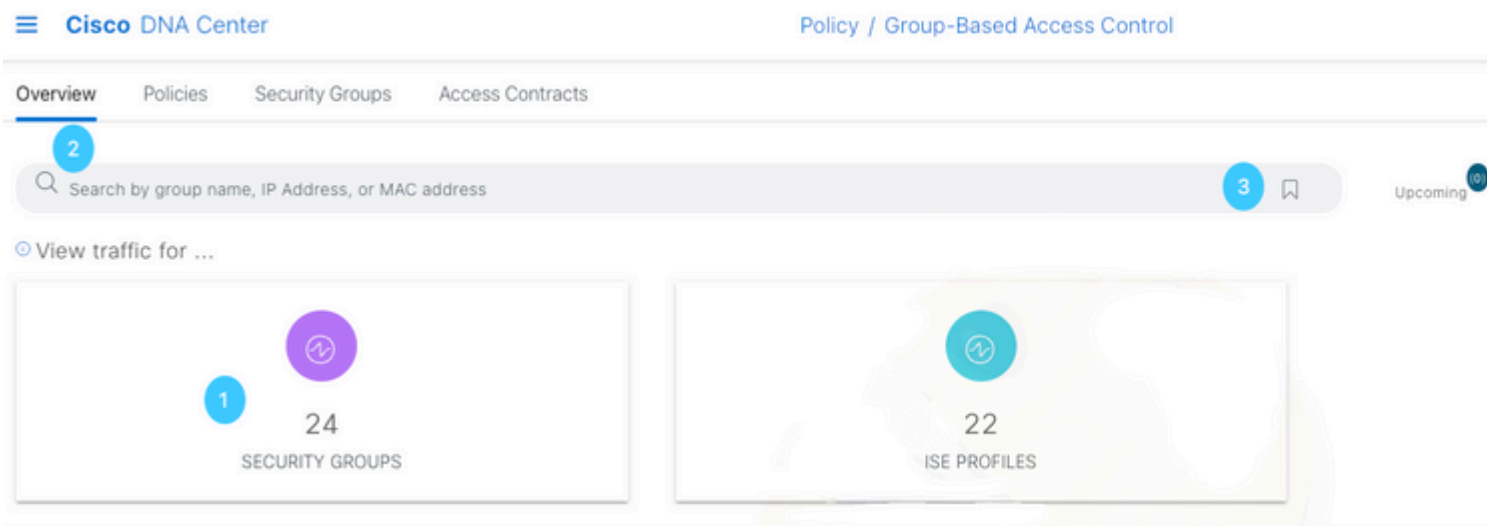 Cisco DNA Center Policy / Group-Based Access Control
Overview Policies Security Groups Access Contracts
2
Search by group name, IP Address, or MAC address 3 Upcoming (0)
View traffic for ...
1
24 22
SECURITY GROUPS ISE PROFILES